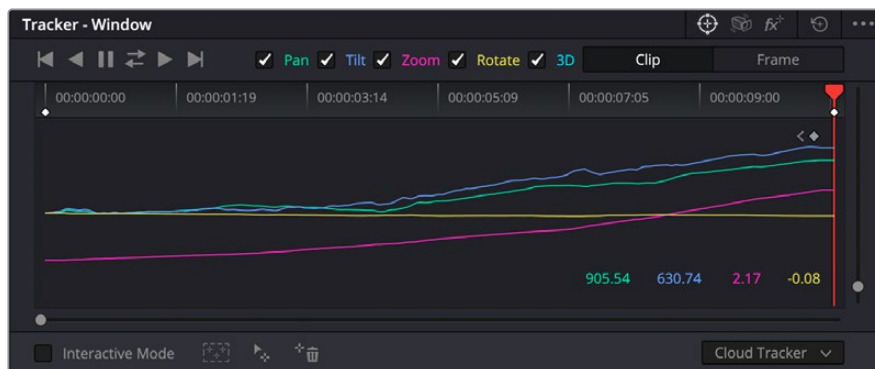 Tracker - Window
Pan Tilt Zoom Rotate 3D Clip Frame
00:00:00:00 00:00:01:19 00:00:03:14 00:00:05:09 00:00:07:05 00:00:09:00
905.54 630.74 2.17 -0.08
Interactive Mode Cloud Tracker